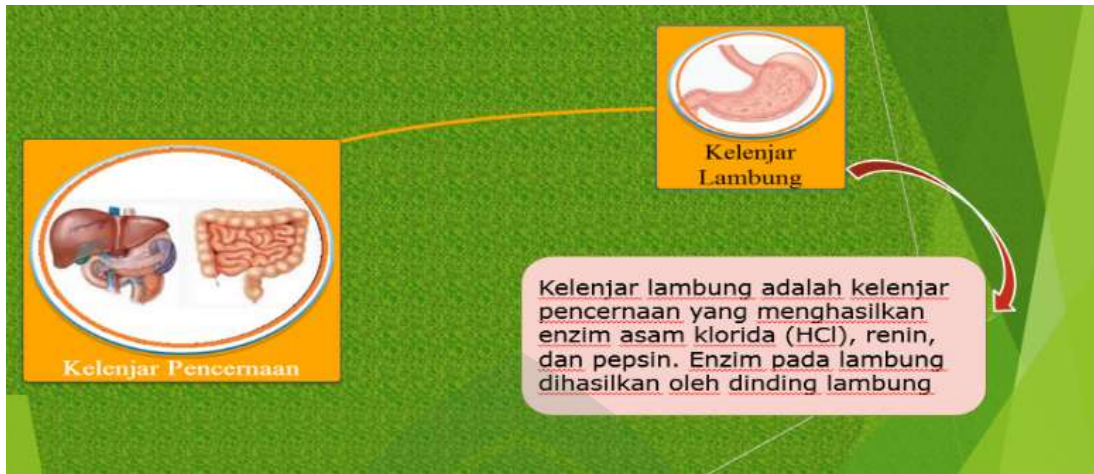 Kelenjar
Lambung
Kelenjar Pencernaan
Kelenjar lambung adalah kelenjar
pencernaan yang menghasilkan
enzim asam klorida (HCl), renin,
dan pepsin. Enzim pada lambung
dihasilkan oleh dinding lambung